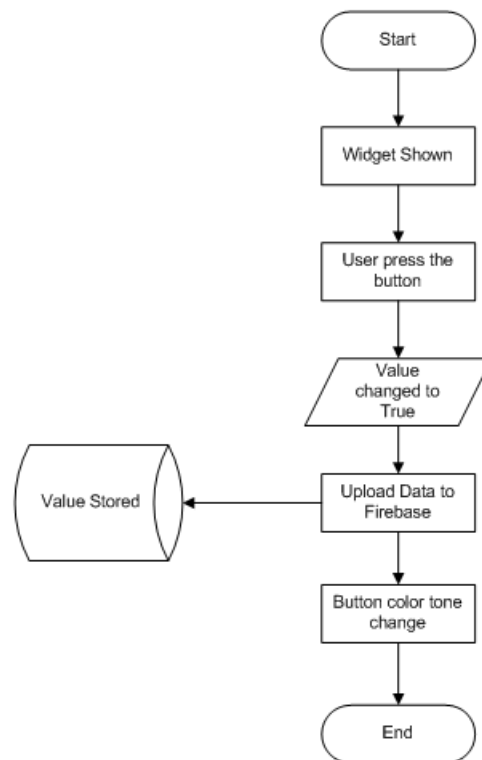 Start
Widget Shown
User press the
button
Value
changed to
True
Value Stored
Upload Data to
Firebase
Button color tone
change
End